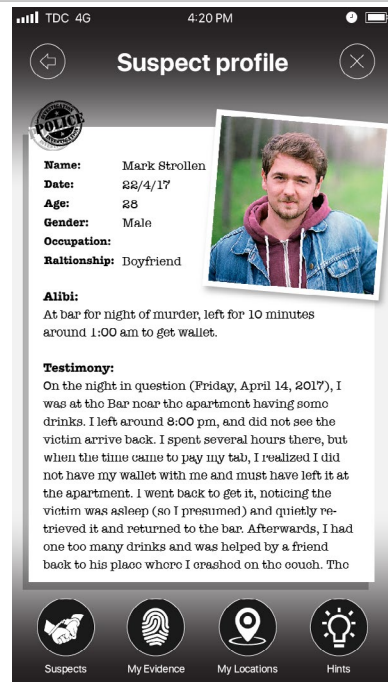 TDC 4G
4:20 PM
Suspect profile
POLICE
Name: Mark Strollen
Date: 22/4/17
Age: 28
Gender: Male
Occupation:
Raltionship: Boyfriend
Alibi:
At bar for night of murder, left for 10 minutes
around 1:00 am to get wallet.
Testimony:
On the night in question (Friday, April 14, 2017), I
was at the Bar near the apartment having some
drinks. I left around 8:00 pm, and did not see the
victim arrive back. I spent several hours there, but
when the time came to pay my tab, I realized I did
not have my wallet with me and must have left it at
the apartment. I went back to get it, noticing the
victim was asleep (so I presumed) and quietly re-
trieved it and returned to the bar. Afterwards, I had
one too many drinks and was helped by a friend
back to his place where I crashed on the couch. The
Suspects
My Evidence
My Locations
Hints